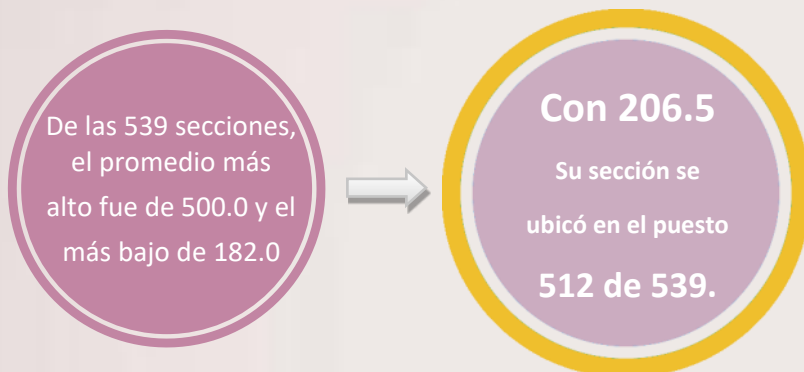 De las 539 secciones,
el promedio más
alto fue de 500.0 y el
más bajo de 182.0
Con 206.5
Su sección se
ubicó en el puesto
512 de 539.